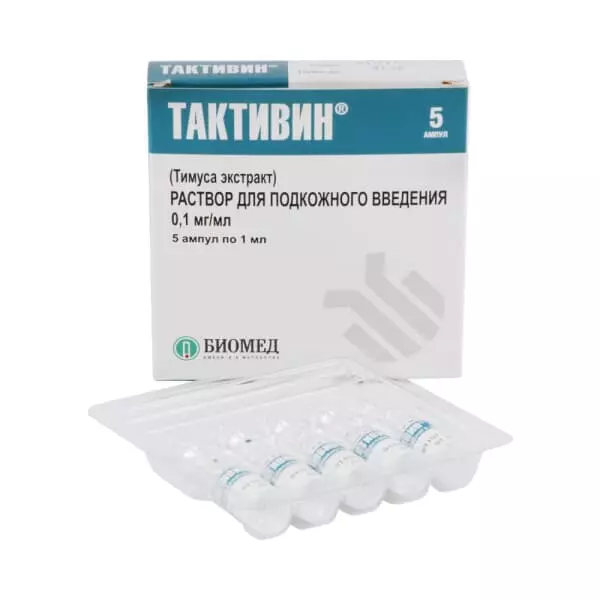 ТАКТИВИН®
ТАКТИВИН®
5
АМПУЛ
(Тимуса экстракт)
РАСТВОР ДЛЯ ПОДКОЖНОГО ВВЕДЕНИЯ
0,1 мг/мл
5 ампул по 1 мл
БИОМЕД